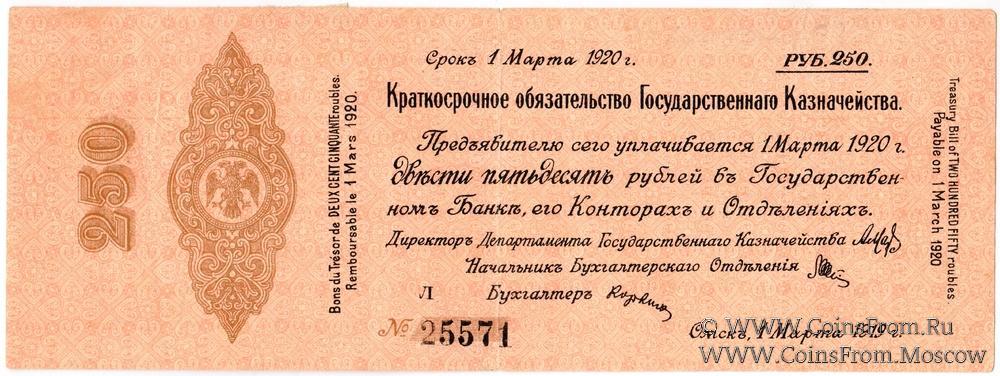 250
Bons du Trésor de DEUX CENT CINQUANTE roubles.
Remboursable le 1 Mars 1920.
Срокъ 1 Марта 1920 г.
РУБ. 250.
Краткосрочное обязательство Государственнаго Казначейства.
Предъявителю сего уплачивается 1 Марта 1920 г.
двѣсти пятьдесятъ рублей въ Государствен-
номъ Банкѣ, его Конторахъ и Отдѣленіяхъ.
Директоръ Департамента Государственнаго Казначейства
Начальникъ Бухгалтерскаго Отдѣленія
Л Бухгалтеръ
№ 25571
Омскъ, 1 Марта 1919 г.
Treasury Bill of TWO HUNDRED FIFTY roubles.
Payable on 1 March 1920
© WWW.CoinsFrom.Ru
WWW.CoinsFrom.Moscow